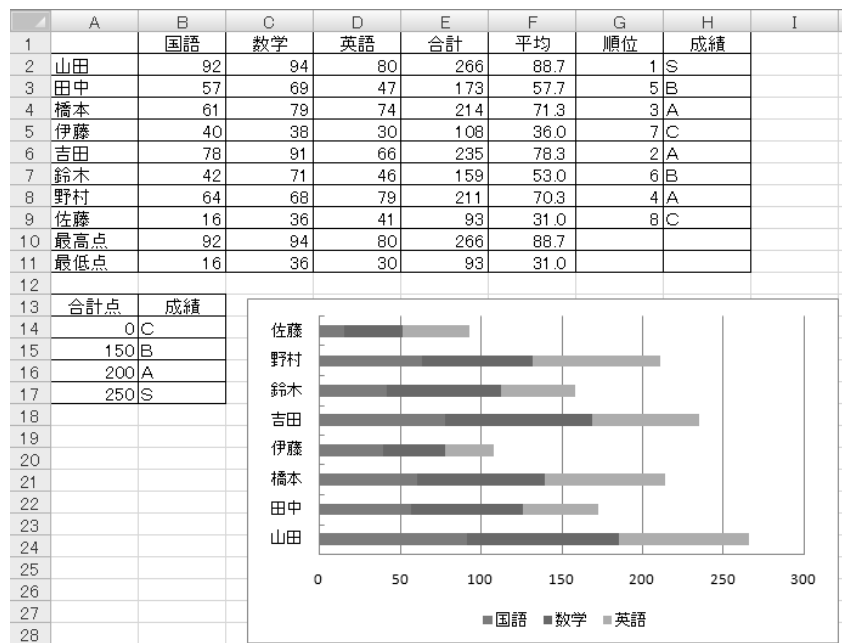 A B C D E F G H I
1 国語 数学 英語 合計 平均 順位 成績
2 山田 92 94 80 266 88.7 1 S
3 田中 57 69 47 173 57.7 5 B
4 橋本 61 79 74 214 71.3 3 A
5 伊藤 40 38 30 108 36.0 7 C
6 吉田 78 91 66 235 78.3 2 A
7 鈴木 42 71 46 159 53.0 6 B
8 野村 64 68 79 211 70.3 4 A
9 佐藤 16 36 41 93 31.0 8 C
10 最高点 92 94 80 266 88.7
11 最低点 16 36 30 93 31.0
12
13 合計点 成績
14 0 C
15 150 B
16 200 A
17 250 S
18
19
20
21
22
23
24
25
26
27
28
佐藤
野村
鈴木
吉田
伊藤
橋本
田中
山田
0 50 100 150 200 250 300
国語 数学 英語